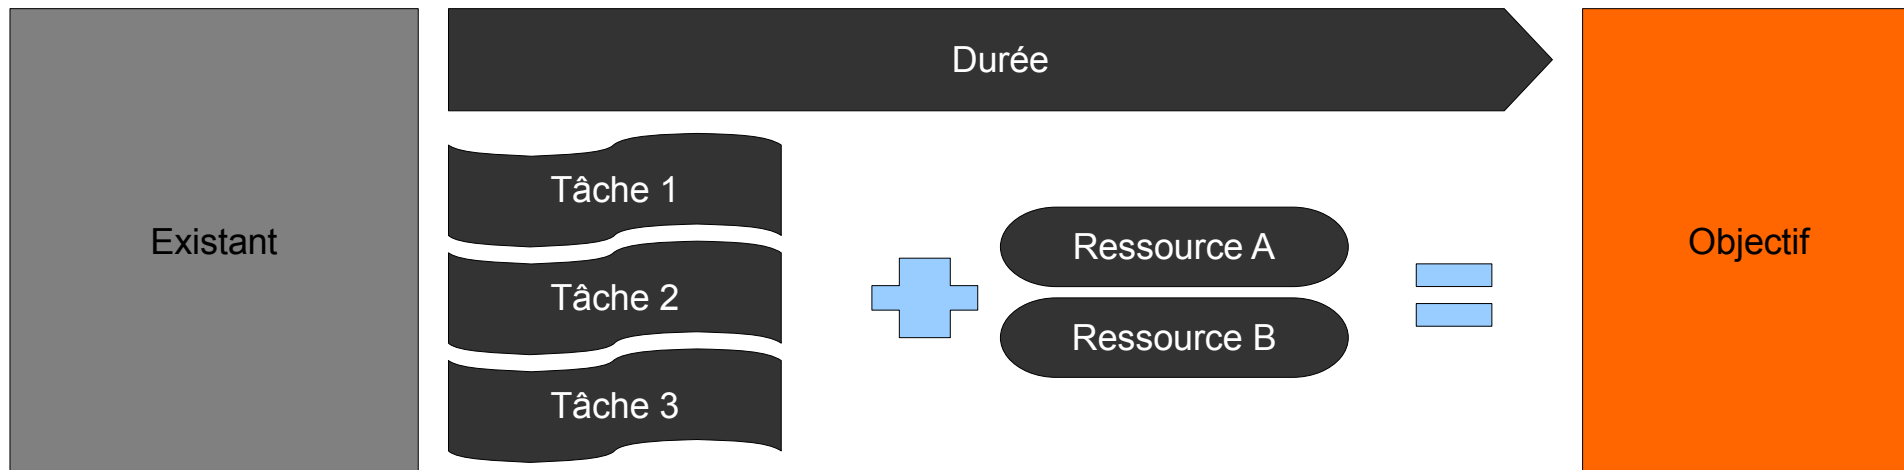 Existant
Durée
Tâche 1
Tâche 2
Tâche 3
Ressource A
Ressource B
Objectif